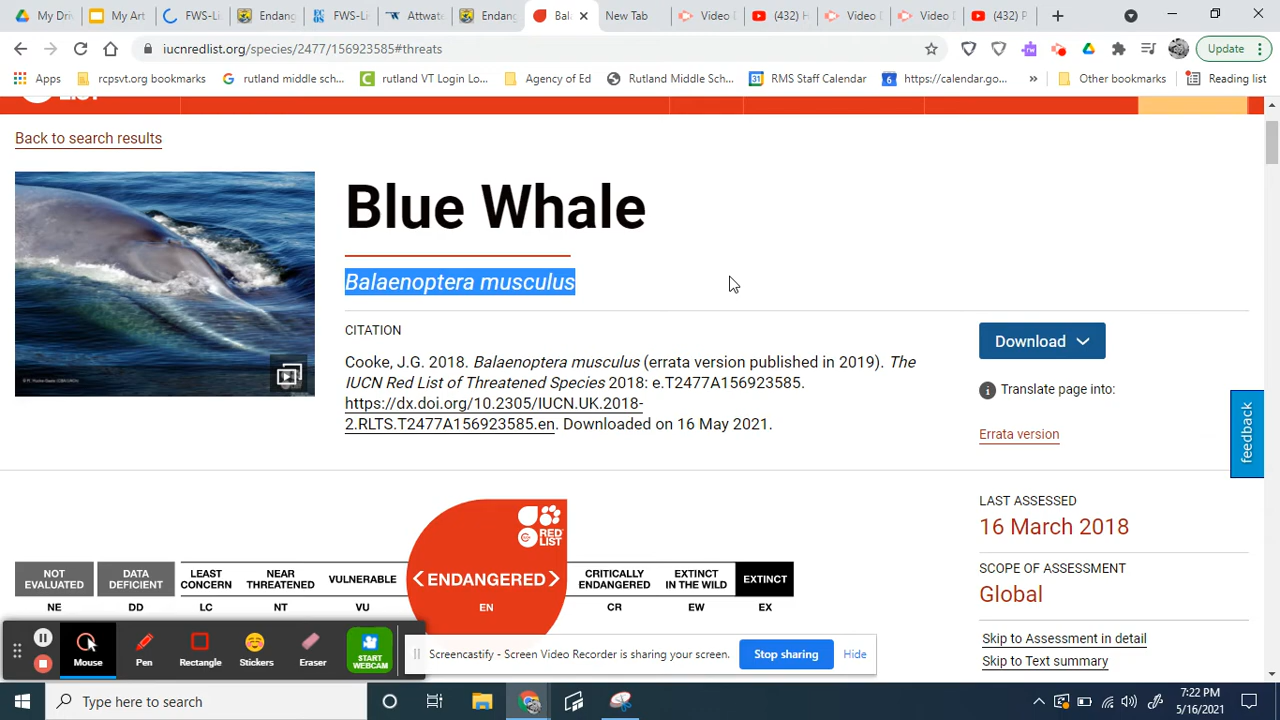 My Driv
My Art
FWS-Li
Endang
FWS-Li
Attwate
Endang
Bal
New Tab
Video D
(432) H
Video D
Video D
(432) P
iucnredlist.org/species/2477/156923585#threats
Update
Apps
rcpsvt.org bookmarks
rutland middle sch...
rutland VT Login Lo...
Agency of Ed
Rutland Middle Sch...
RMS Staff Calendar
https://calendar.go...
»
Other bookmarks
Reading list
Back to search results
Blue Whale
Balaenoptera musculus
CITATION
Cooke, J.G. 2018. Balaenoptera musculus (errata version published in 2019). The
IUCN Red List of Threatened Species 2018: e.T2477A156923585.
https://dx.doi.org/10.2305/IUCN.UK.2018-
2.RLTS.T2477A156923585.en. Downloaded on 16 May 2021.
Download
Translate page into:
Errata version
feedback
LAST ASSESSED
16 March 2018
SCOPE OF ASSESSMENT
Global
Skip to Assessment in detail
Skip to Text summary
RED
LIST
NOT
EVALUATED
NE
DATA
DEFICIENT
DD
LEAST
CONCERN
LC
NEAR
THREATENED
NT
VULNERABLE
VU
<ENDANGERED>
EN
CRITICALLY
ENDANGERED
CR
EXTINCT
IN THE WILD
EW
EXTINCT
EX
Mouse
Pen
Rectangle
Stickers
Eraser
START
WEBCAM
Screencastify - Screen Video Recorder is sharing your screen.
Stop sharing
Hide
Type here to search
7:22 PM
5/16/2021